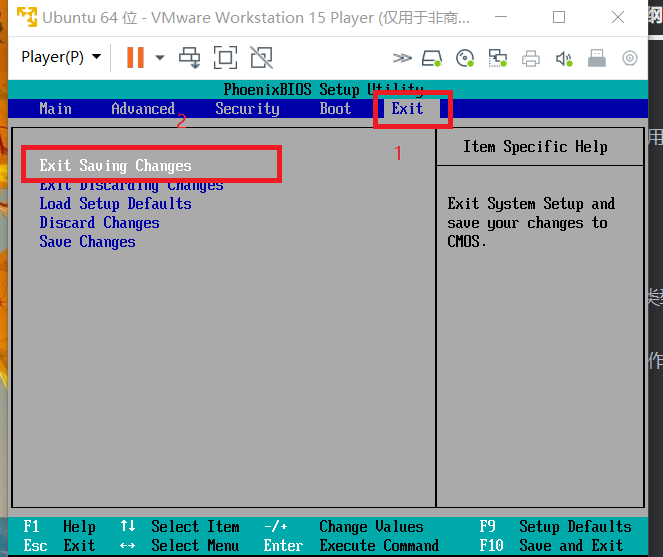 Ubuntu 64 位 - VMware Workstation 15 Player (仅用于非商...
Player(P)
PhoenixBIOS Setup Utility
Main Advanced Security Boot Exit
2
1
Exit Saving Changes
Exit Discarding Changes
Load Setup Defaults
Discard Changes
Save Changes
Item Specific Help
Exit System Setup and
save your changes to
CMOS.
F1 Help ↑↓ Select Item -/+ Change Values F9 Setup Defaults
Esc Exit ↔ Select Menu Enter Execute Command F10 Save and Exit
用
作